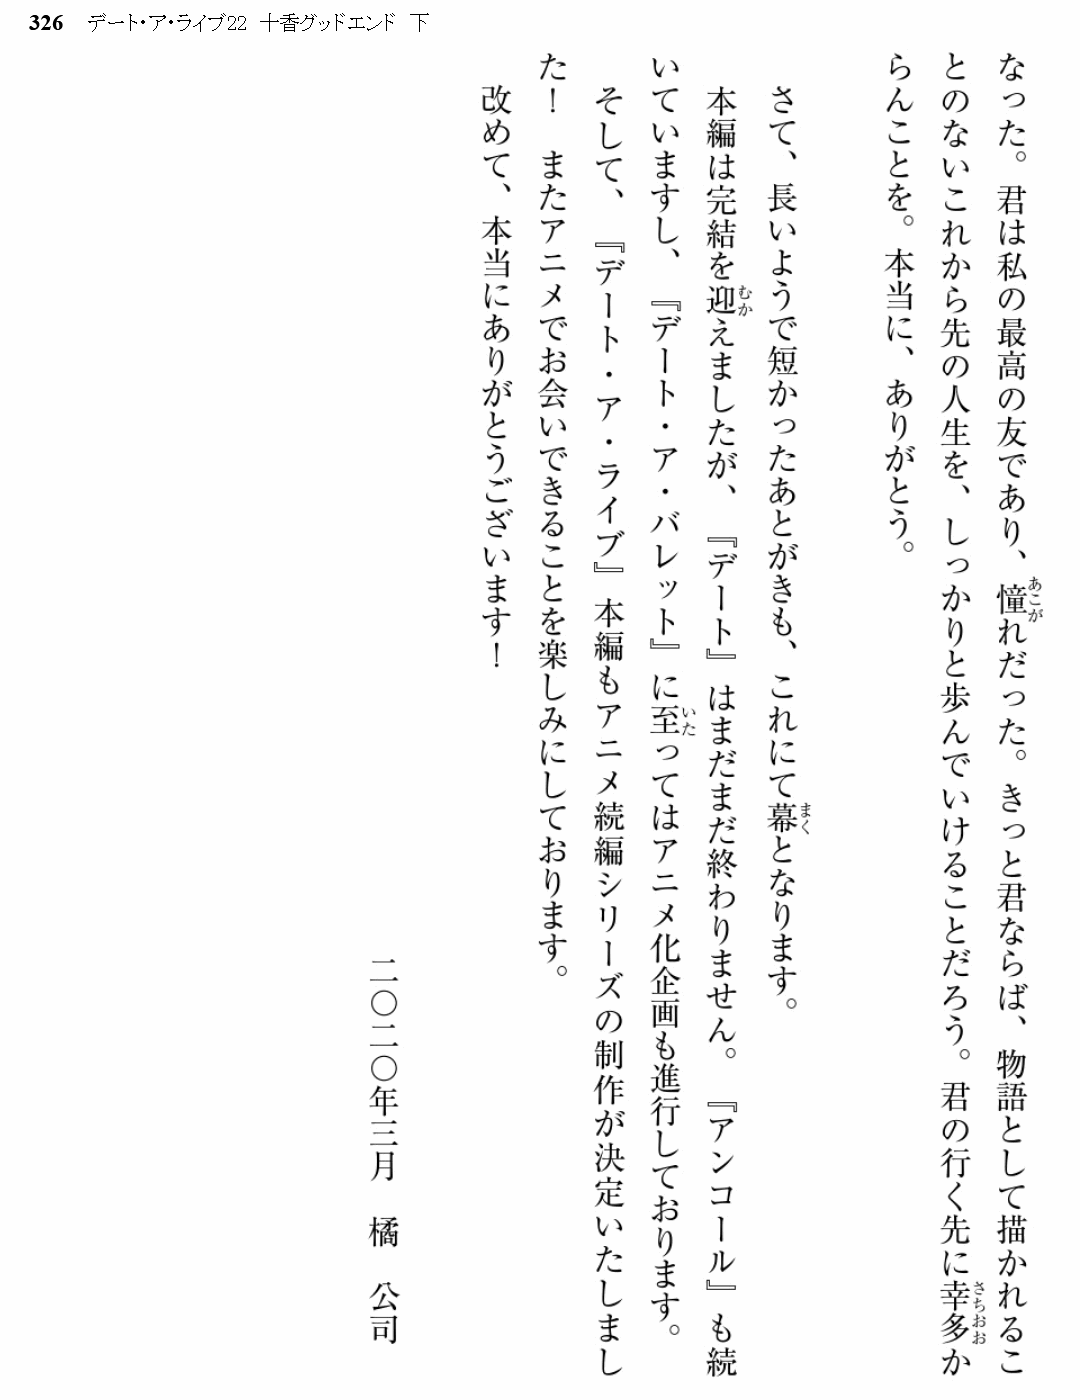 326 デート・ア・ライブ22 十香グッドエンド 下
なった。君は私の最高の友であり、憧れだった。きっと君ならば、物語として描かれるこ
とのないこれから先の人生を、しっかりと歩んでいけることだろう。君の行く先に幸多か
らんことを。本当に、ありがとう。
さて、長いようで短かったあとがきも、これにて幕となります。
本編は完結を迎えましたが、『デート』はまだまだ終わりません。『アンコール』も続
いていますし、『デート・ア・バレット』に至ってはアニメ化企画も進行しております。
そして、『デート・ア・ライブ』本編もアニメ続編シリーズの制作が決定いたしまし
た！　またアニメでお会いできることを楽しみにしております。
改めて、本当にありがとうございます！
二〇二〇年三月　橘　公司